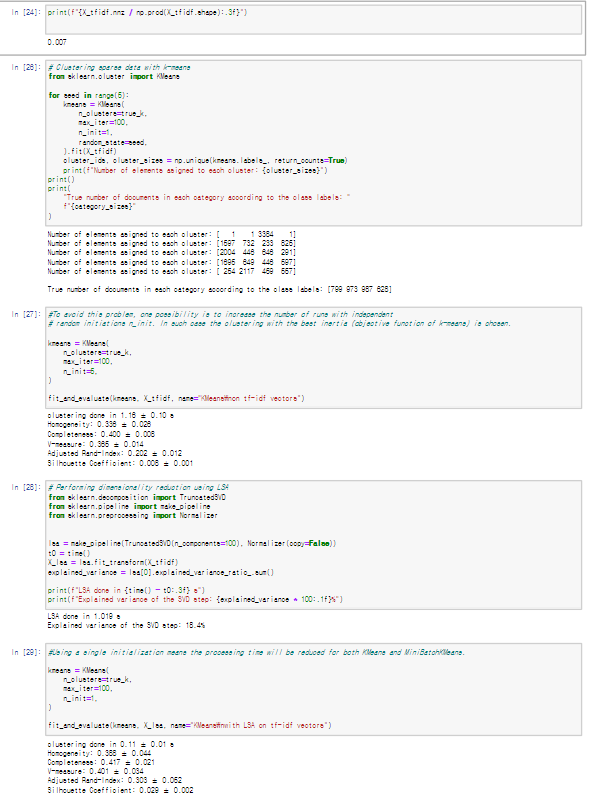 In [24]: print(f"{X_tfidf.nnz / np.prod(X_tfidf.shape):.3f}")
0.007
In [26]: # Clustering sparse data with k-means
from sklearn.cluster import KMeans
for seed in range(5):
kmeans = KMeans(
n_clusters=true_k,
max_iter=100,
n_init=1,
random_state=seed,
).fit(X_tfidf)
cluster_ids, cluster_sizes = np.unique(kmeans.labels_, return_counts=True)
print(f"Number of elements asigned to each cluster: {cluster_sizes}")
print()
print(
"True number of documents in each category according to the class labels: "
f"{category_sizes}"
)
Number of elements asigned to each cluster: [ 1 1 3384 1]
Number of elements asigned to each cluster: [1597 732 233 825]
Number of elements asigned to each cluster: [2004 446 646 291]
Number of elements asigned to each cluster: [1695 649 446 597]
Number of elements asigned to each cluster: [ 254 2117 459 557]
True number of documents in each category according to the class labels: [799 973 987 628]
In [27]: #To avoid this problem, one possibility is to increase the number of runs with independent
# random initiations n_init. In such case the clustering with the best inertia (objective function of k-means) is chosen.
kmeans = KMeans(
n_clusters=true_k,
max_iter=100,
n_init=5,
)
fit_and_evaluate(kmeans, X_tfidf, name="KMeans₩non tf-idf vectors")
clustering done in 1.16 ± 0.10 s
Homogeneity: 0.336 ± 0.026
Completeness: 0.400 ± 0.006
V-measure: 0.365 ± 0.014
Adjusted Rand-Index: 0.202 ± 0.012
Silhouette Coefficient: 0.008 ± 0.001
In [28]: # Performing dimensionality reduction using LSA
from sklearn.decomposition import TruncatedSVD
from sklearn.pipeline import make_pipeline
from sklearn.preprocessing import Normalizer
lsa = make_pipeline(TruncatedSVD(n_components=100), Normalizer(copy=False))
t0 = time()
X_lsa = lsa.fit_transform(X_tfidf)
explained_variance = lsa[0].explained_variance_ratio_.sum()
print(f"LSA done in {time() - t0:.3f} s")
print(f"Explained variance of the SVD step: {explained_variance * 100:.1f}%")
LSA done in 1.019 s
Explained variance of the SVD step: 18.4%
In [29]: #Using a single initialization means the processing time will be reduced for both KMeans and MiniBatchKMeans.
kmeans = KMeans(
n_clusters=true_k,
max_iter=100,
n_init=1,
)
fit_and_evaluate(kmeans, X_lsa, name="KMeans₩nwith LSA on tf-idf vectors")
clustering done in 0.11 ± 0.01 s
Homogeneity: 0.388 ± 0.044
Completeness: 0.417 ± 0.021
V-measure: 0.401 ± 0.034
Adjusted Rand-Index: 0.303 ± 0.052
Silhouette Coefficient: 0.029 ± 0.002